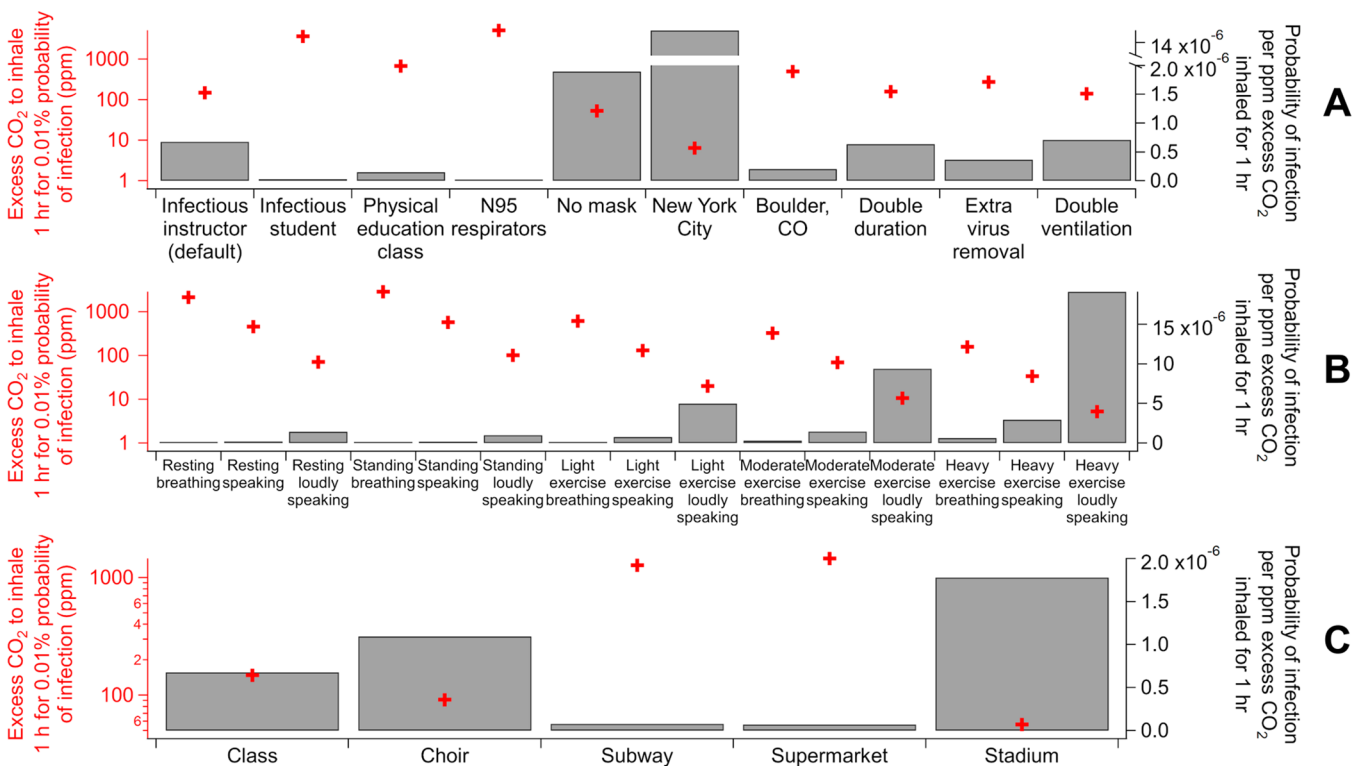 Excess CO2 to inhale
1 hr for 0.01% probability
of infection (ppm)
1000
100
10
1
14 x10-6
2.0 x10-6
1.5
1.0
0.5
0.0
Probability of infection
per ppm excess CO2
inhaled for 1 hr
A
Infectious instructor (default)
Infectious student
Physical education class
N95 respirators
No mask
New York City
Boulder, CO
Double duration
Extra virus removal
Double ventilation
Excess CO2 to inhale
1 hr for 0.01% probability
of infection (ppm)
1000
100
10
1
15 x10-6
10
5
0
Probability of infection
per ppm excess CO2
inhaled for 1 hr
B
Resting breathing
Resting speaking
Resting loudly speaking
Standing breathing
Standing speaking
Standing loudly speaking
Light exercise breathing
Light exercise speaking
Light exercise loudly speaking
Moderate exercise breathing
Moderate exercise speaking
Moderate exercise loudly speaking
Heavy exercise breathing
Heavy exercise speaking
Heavy exercise loudly speaking
Excess CO2 to inhale
1 h for 0.01% probability
of infection (ppm)
1000
6
4
2
100
6
2.0 x10-6
1.5
1.0
0.5
0.0
Probability of infection
per ppm excess CO2
inhaled for 1 hr
C
Class
Choir
Subway
Supermarket
Stadium